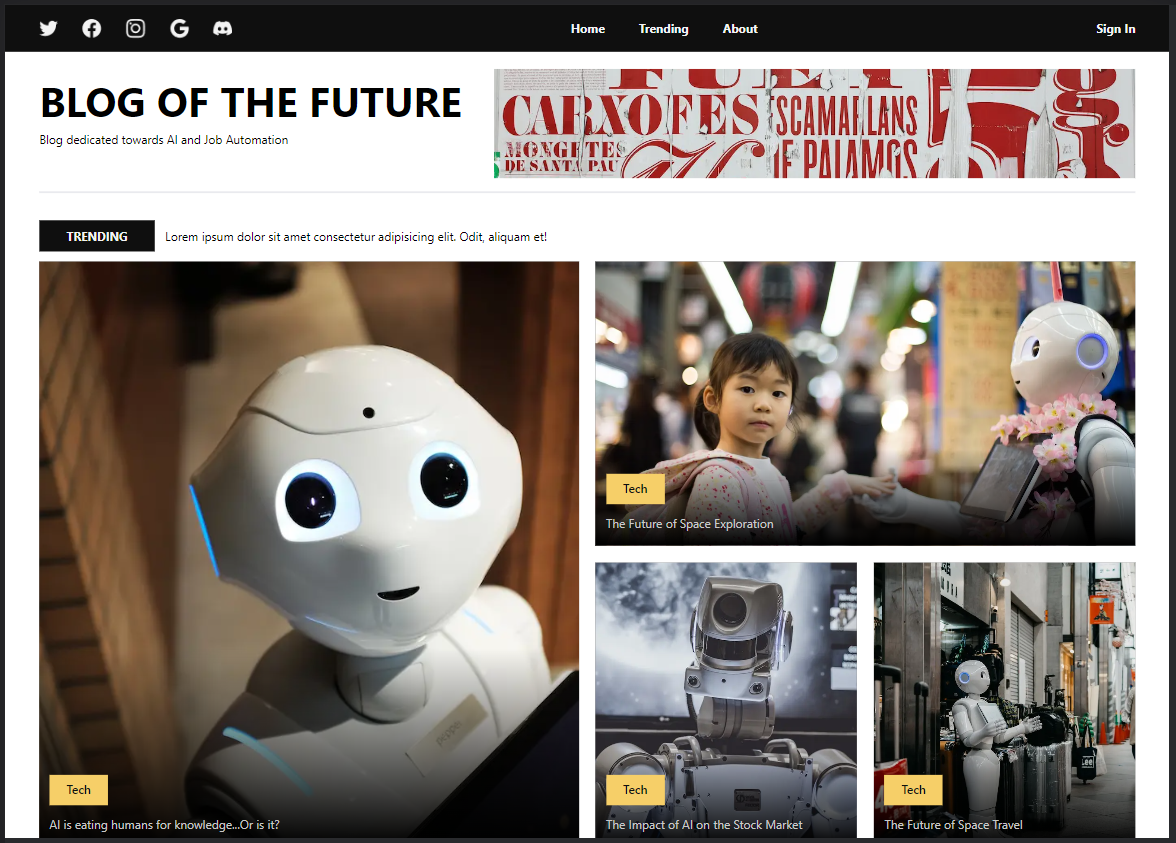 Home
Trending
About
Sign In
BLOG OF THE FUTURE
Blog dedicated towards AI and Job Automation
CARXOFES
SCAMARLANS
MONGETES
DE SANTA PAU
DE PALAMOS
TRENDING
Lorem ipsum dolor sit amet consectetur adipisicing elit. Odit, aliquam et!
pepper
Tech
AI is eating humans for knowledge...Or is it?
Tech
The Future of Space Exploration
Tech
The Impact of AI on the Stock Market
Lee
Tech
The Future of Space Travel